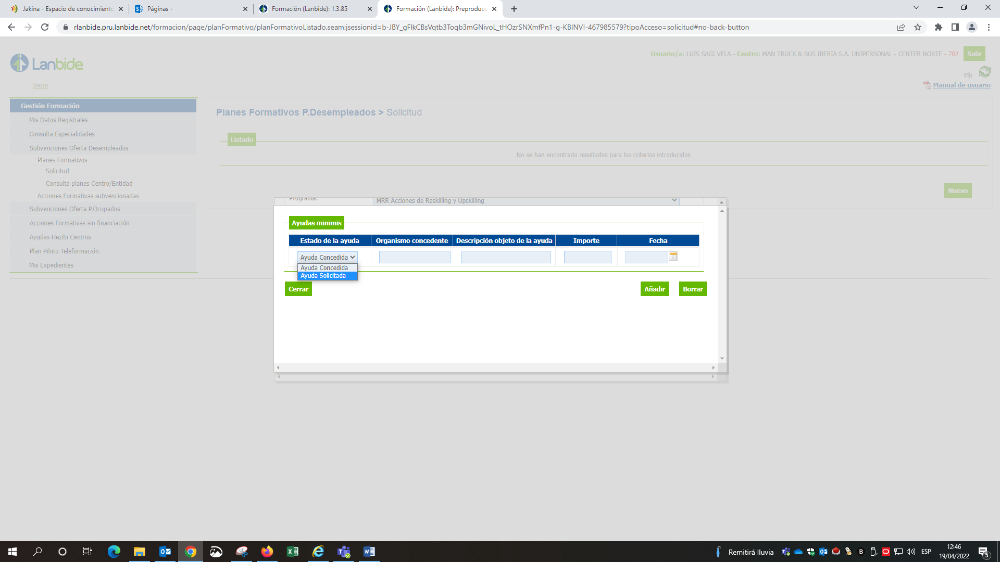 Jakina - Espacio de conocimiento
Páginas -
Formación (Lanbide): 1.3.85
Formación (Lanbide): Preproducc
rlanbide.pru.lanbide.net/formacion/page/planFormativo/planFormativoListado.seam;jsessionid=b-JBY_gFIkCBsVqtb3Toqb3mGNivoL_tHOzrSNXmfPn1-g-KBINV!-467985579?tipoAcceso=solicitud#no-back-button
Lanbide
Usuario/a: LUIS SAGI VELA - Centro: MAN TRUCK & BUS IBERIA S.A. UNIPERSONAL - CENTER NORTE - 702
Salir
Mb
Inicio
Manual de usuario
Gestión Formación
Mis Datos Registrales
Consulta Especialidades
Subvenciones Oferta Desempleados
Planes Formativos
Solicitud
Consulta planes Centro/Entidad
Acciones Formativas subvencionadas
Subvenciones Oferta P.Ocupados
Acciones Formativas sin financiación
Ayudas Hezibi Centros
Plan Piloto Teleformación
Mis Expedientes
Planes Formativos P.Desempleados > Solicitud
Listado
No se han encontrado resultados para los criterios introducidos
Nuevo
Programa:
MRR Acciones de Reskilling y Upskilling
Ayudas minimis
Estado de la ayuda Organismo concedente Descripción objeto de la ayuda Importe Fecha
Ayuda Concedida
Ayuda Concedida
Ayuda Solicitada
Cerrar
Añadir
Borrar
Remitirá lluvia
ESP
12:46
19/04/2022
5